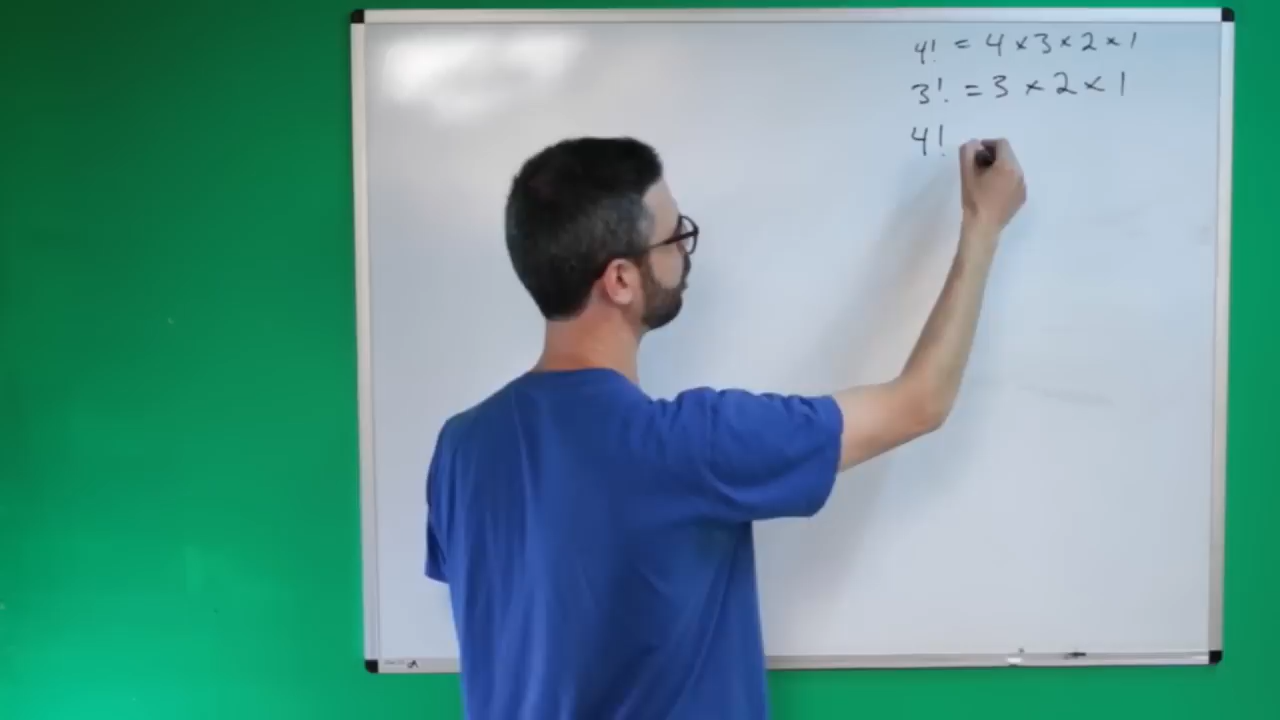 4! = 4 × 3 × 2 × 1
3! = 3 × 2 × 1
4!